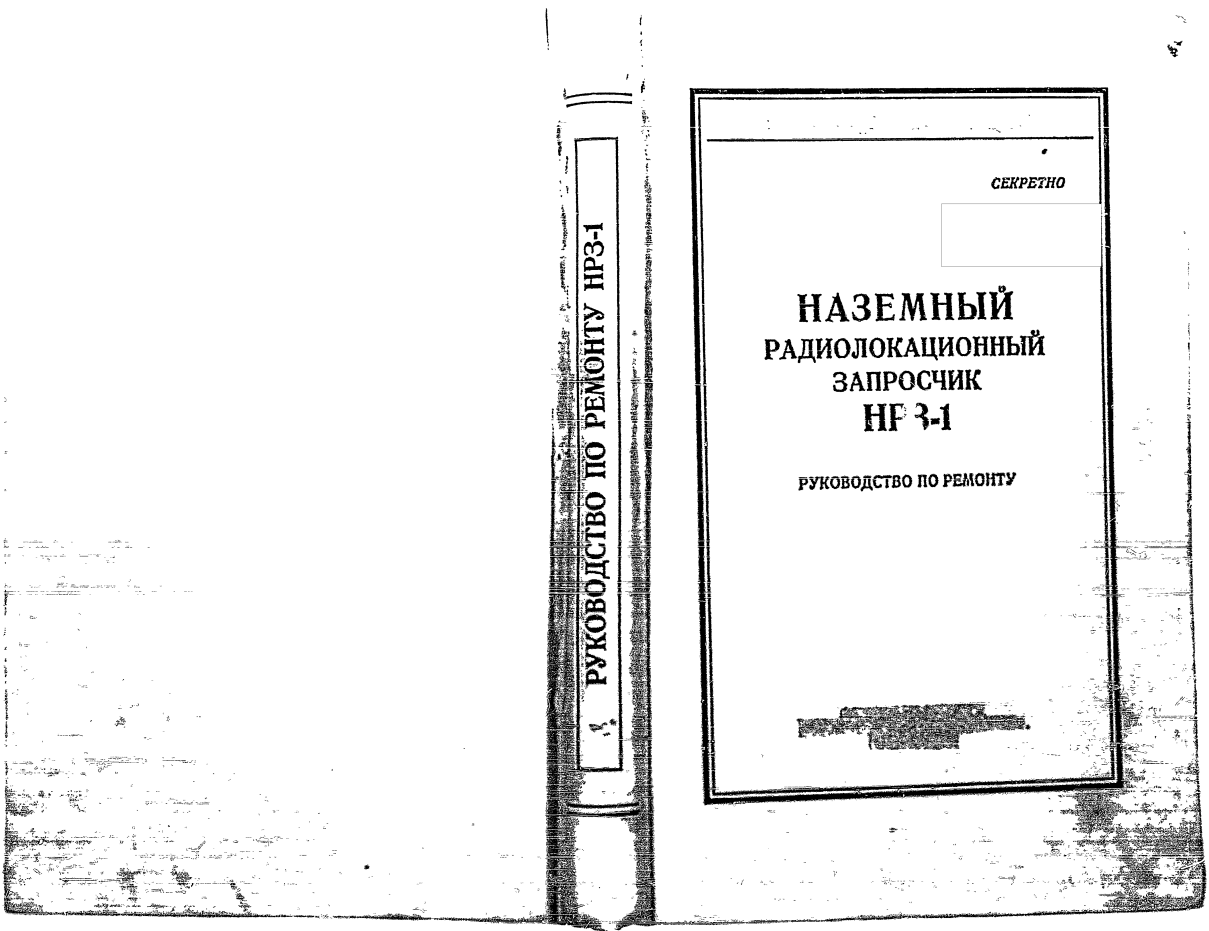 РУКОВОДСТВО ПО РЕМОНТУ НРЗ-1
СЕКРЕТНО
НАЗЕМНЫЙ
РАДИОЛОКАЦИОННЫЙ
ЗАПРОСЧИК
НРЗ-1
РУКОВОДСТВО ПО РЕМОНТУ